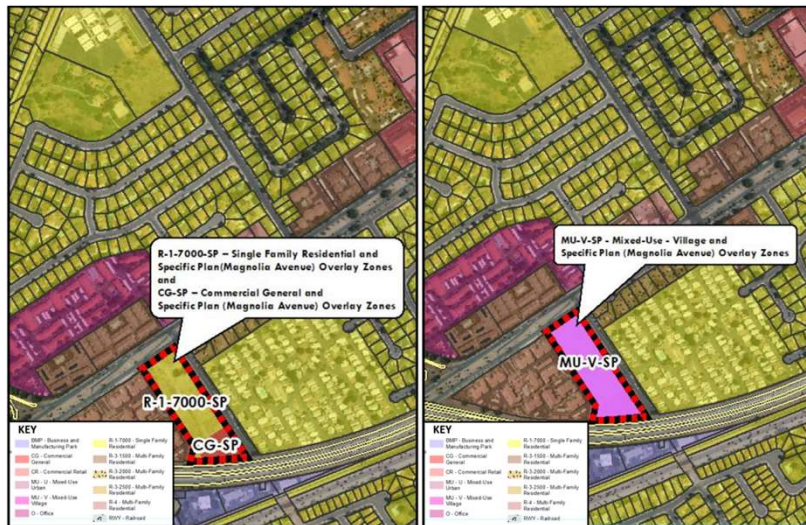 R-1-7000-SP – Single Family Residential and
Specific Plan(Magnolia Avenue) Overlay Zones
and
CG-SP – Commercial General and
Specific Plan (Magnolia Avenue) Overlay Zones
R-1-7000-SP
CG-SP
KEY
BMP - Business and
Manufacturing Park
CG - Commercial
General
CR - Commercial Retail
MU - U - Mixed-Use
Urban
MU - V - Mixed-Use
Village
O - Office
R-1-7000 - Single Family
Residential
R-3-1500 - Multi-Family
Residential
R-3-2000 - Multi-Family
Residential
R-3-2500 - Multi-Family
Residential
R-4 - Multi-Family
Residential
RWY - Railroad
MU-V-SP - Mixed-Use - Village and
Specific Plan (Magnolia Avenue) Overlay Zones
MU-V-SP
KEY
BMP - Business and
Manufacturing Park
CG - Commercial
General
CR - Commercial Retail
MU - U - Mixed-Use
Urban
MU - V - Mixed-Use
Village
O - Office
R-1-7000 - Single Family
Residential
R-3-1500 - Multi-Family
Residential
R-3-2000 - Multi-Family
Residential
R-3-2500 - Multi-Family
Residential
R-4 - Multi-Family
Residential
RWY - Railroad